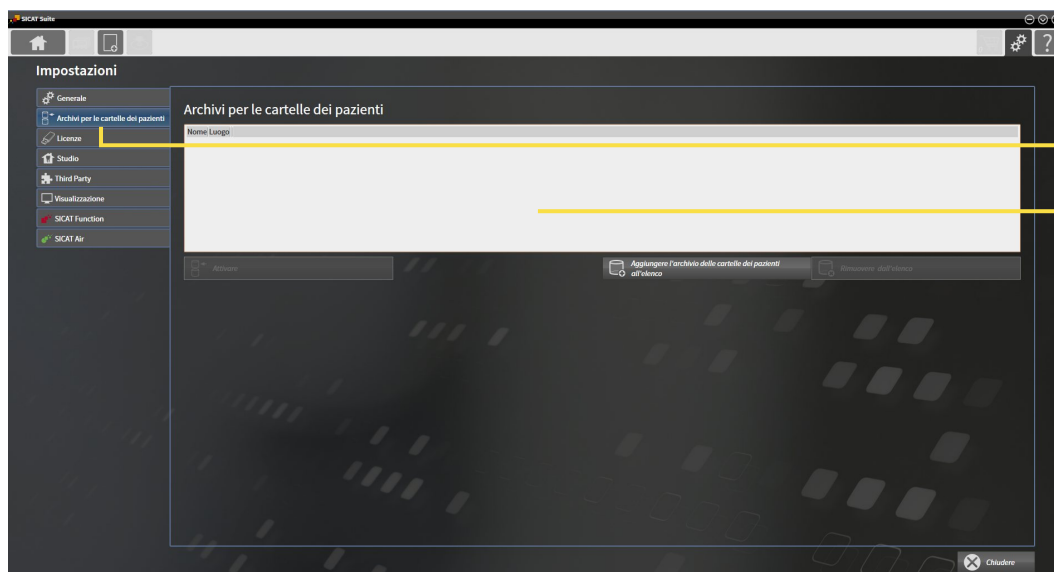 SICAT Suite
?
Impostazioni
Generale
Archivi per le cartelle dei pazienti
Licenze
Studio
Third Party
Visualizzazione
SICAT Function
SICAT Air
Archivi per le cartelle dei pazienti
Nome Luogo
Attivare
Aggiungere l'archivio delle cartelle dei pazienti
all'elenco
Rimuovere dall'elenco
Chiudere